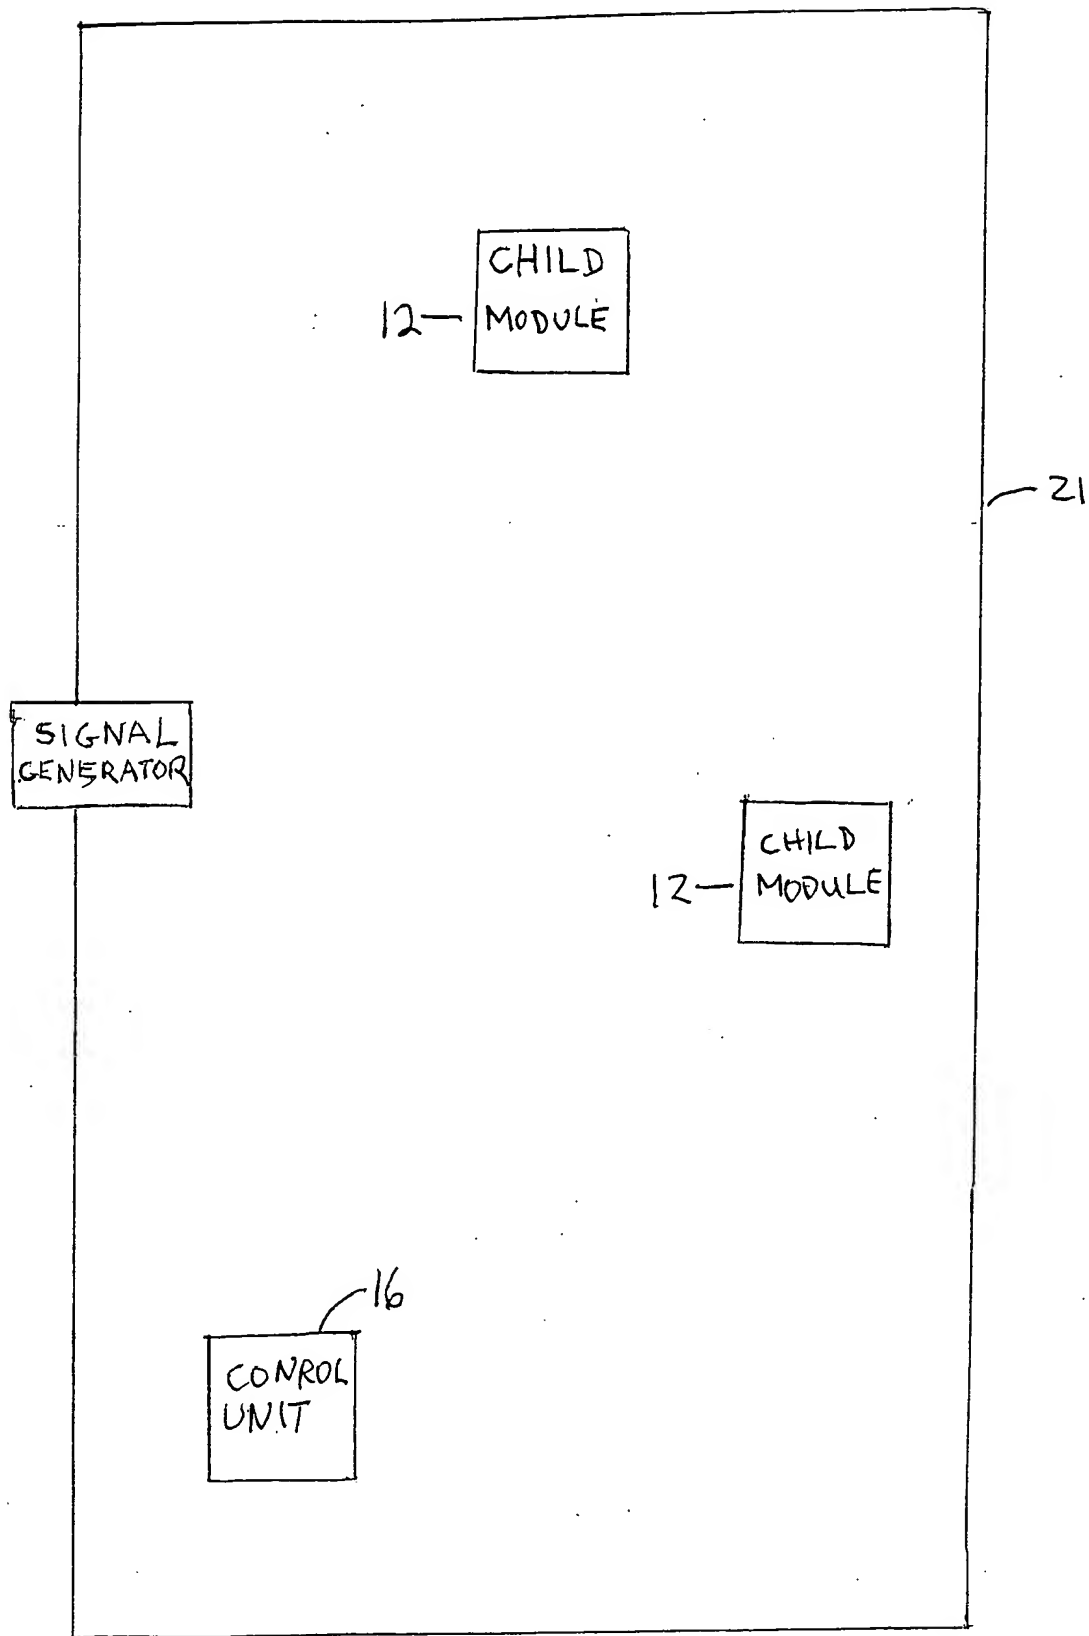 CHILD
12 MODULE
21
SIGNAL
GENERATOR
CHILD
12 MODULE
16
CONROL
UNIT